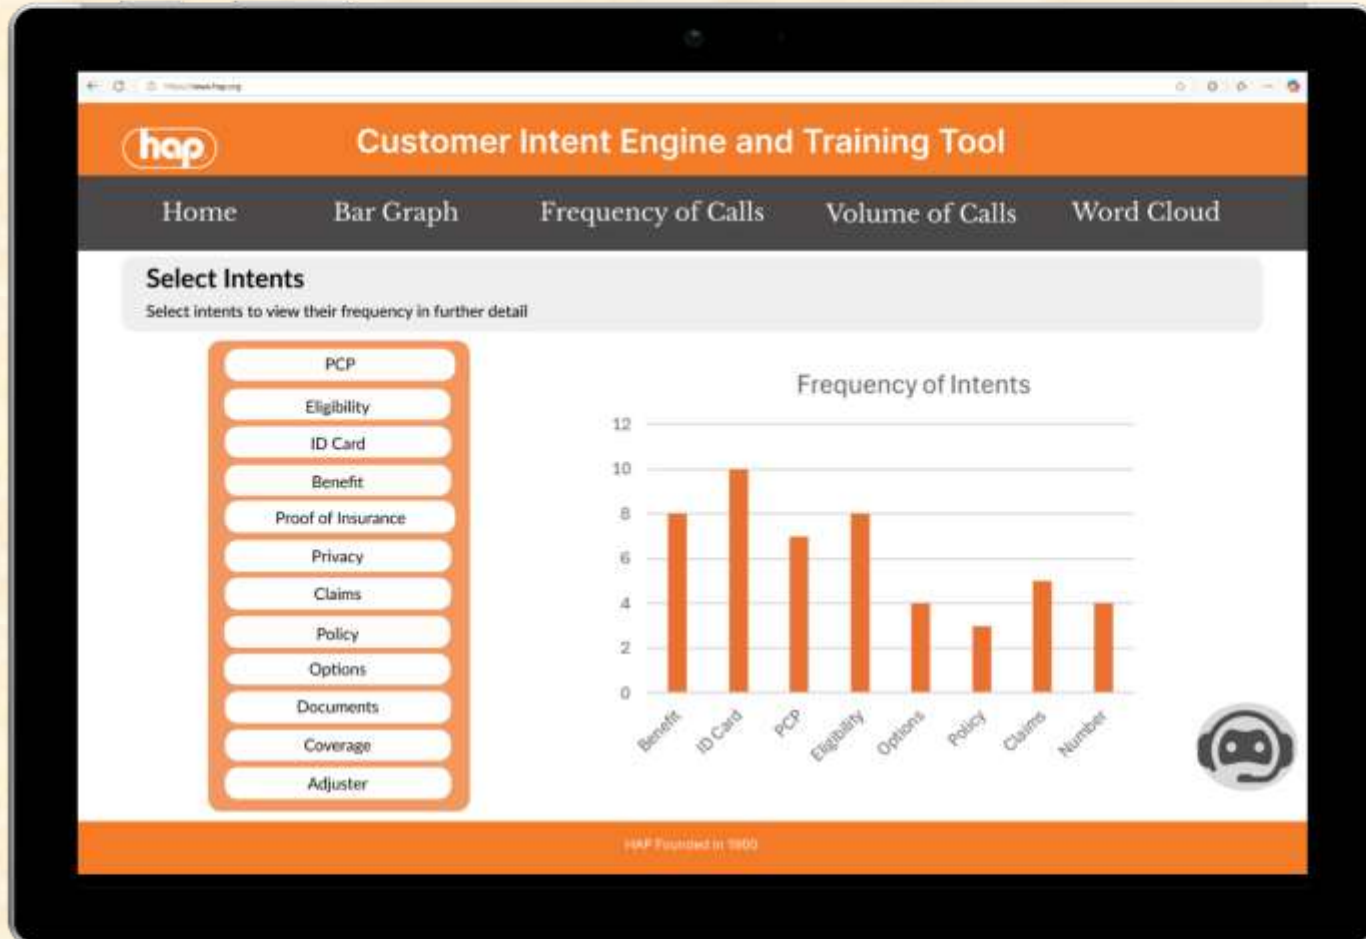 hap
Customer Intent Engine and Training Tool
Home Bar Graph Frequency of Calls Volume of Calls Word Cloud
Select Intents
Select intents to view their frequency in further detail
PCP
Eligibility
ID Card
Benefit
Proof of Insurance
Privacy
Claims
Policy
Options
Documents
Coverage
Adjuster
Frequency of Intents
12
10
8
6
4
2
0
Benefit ID Card PCP Eligibility Options Policy Claims Number
HAP Founded in